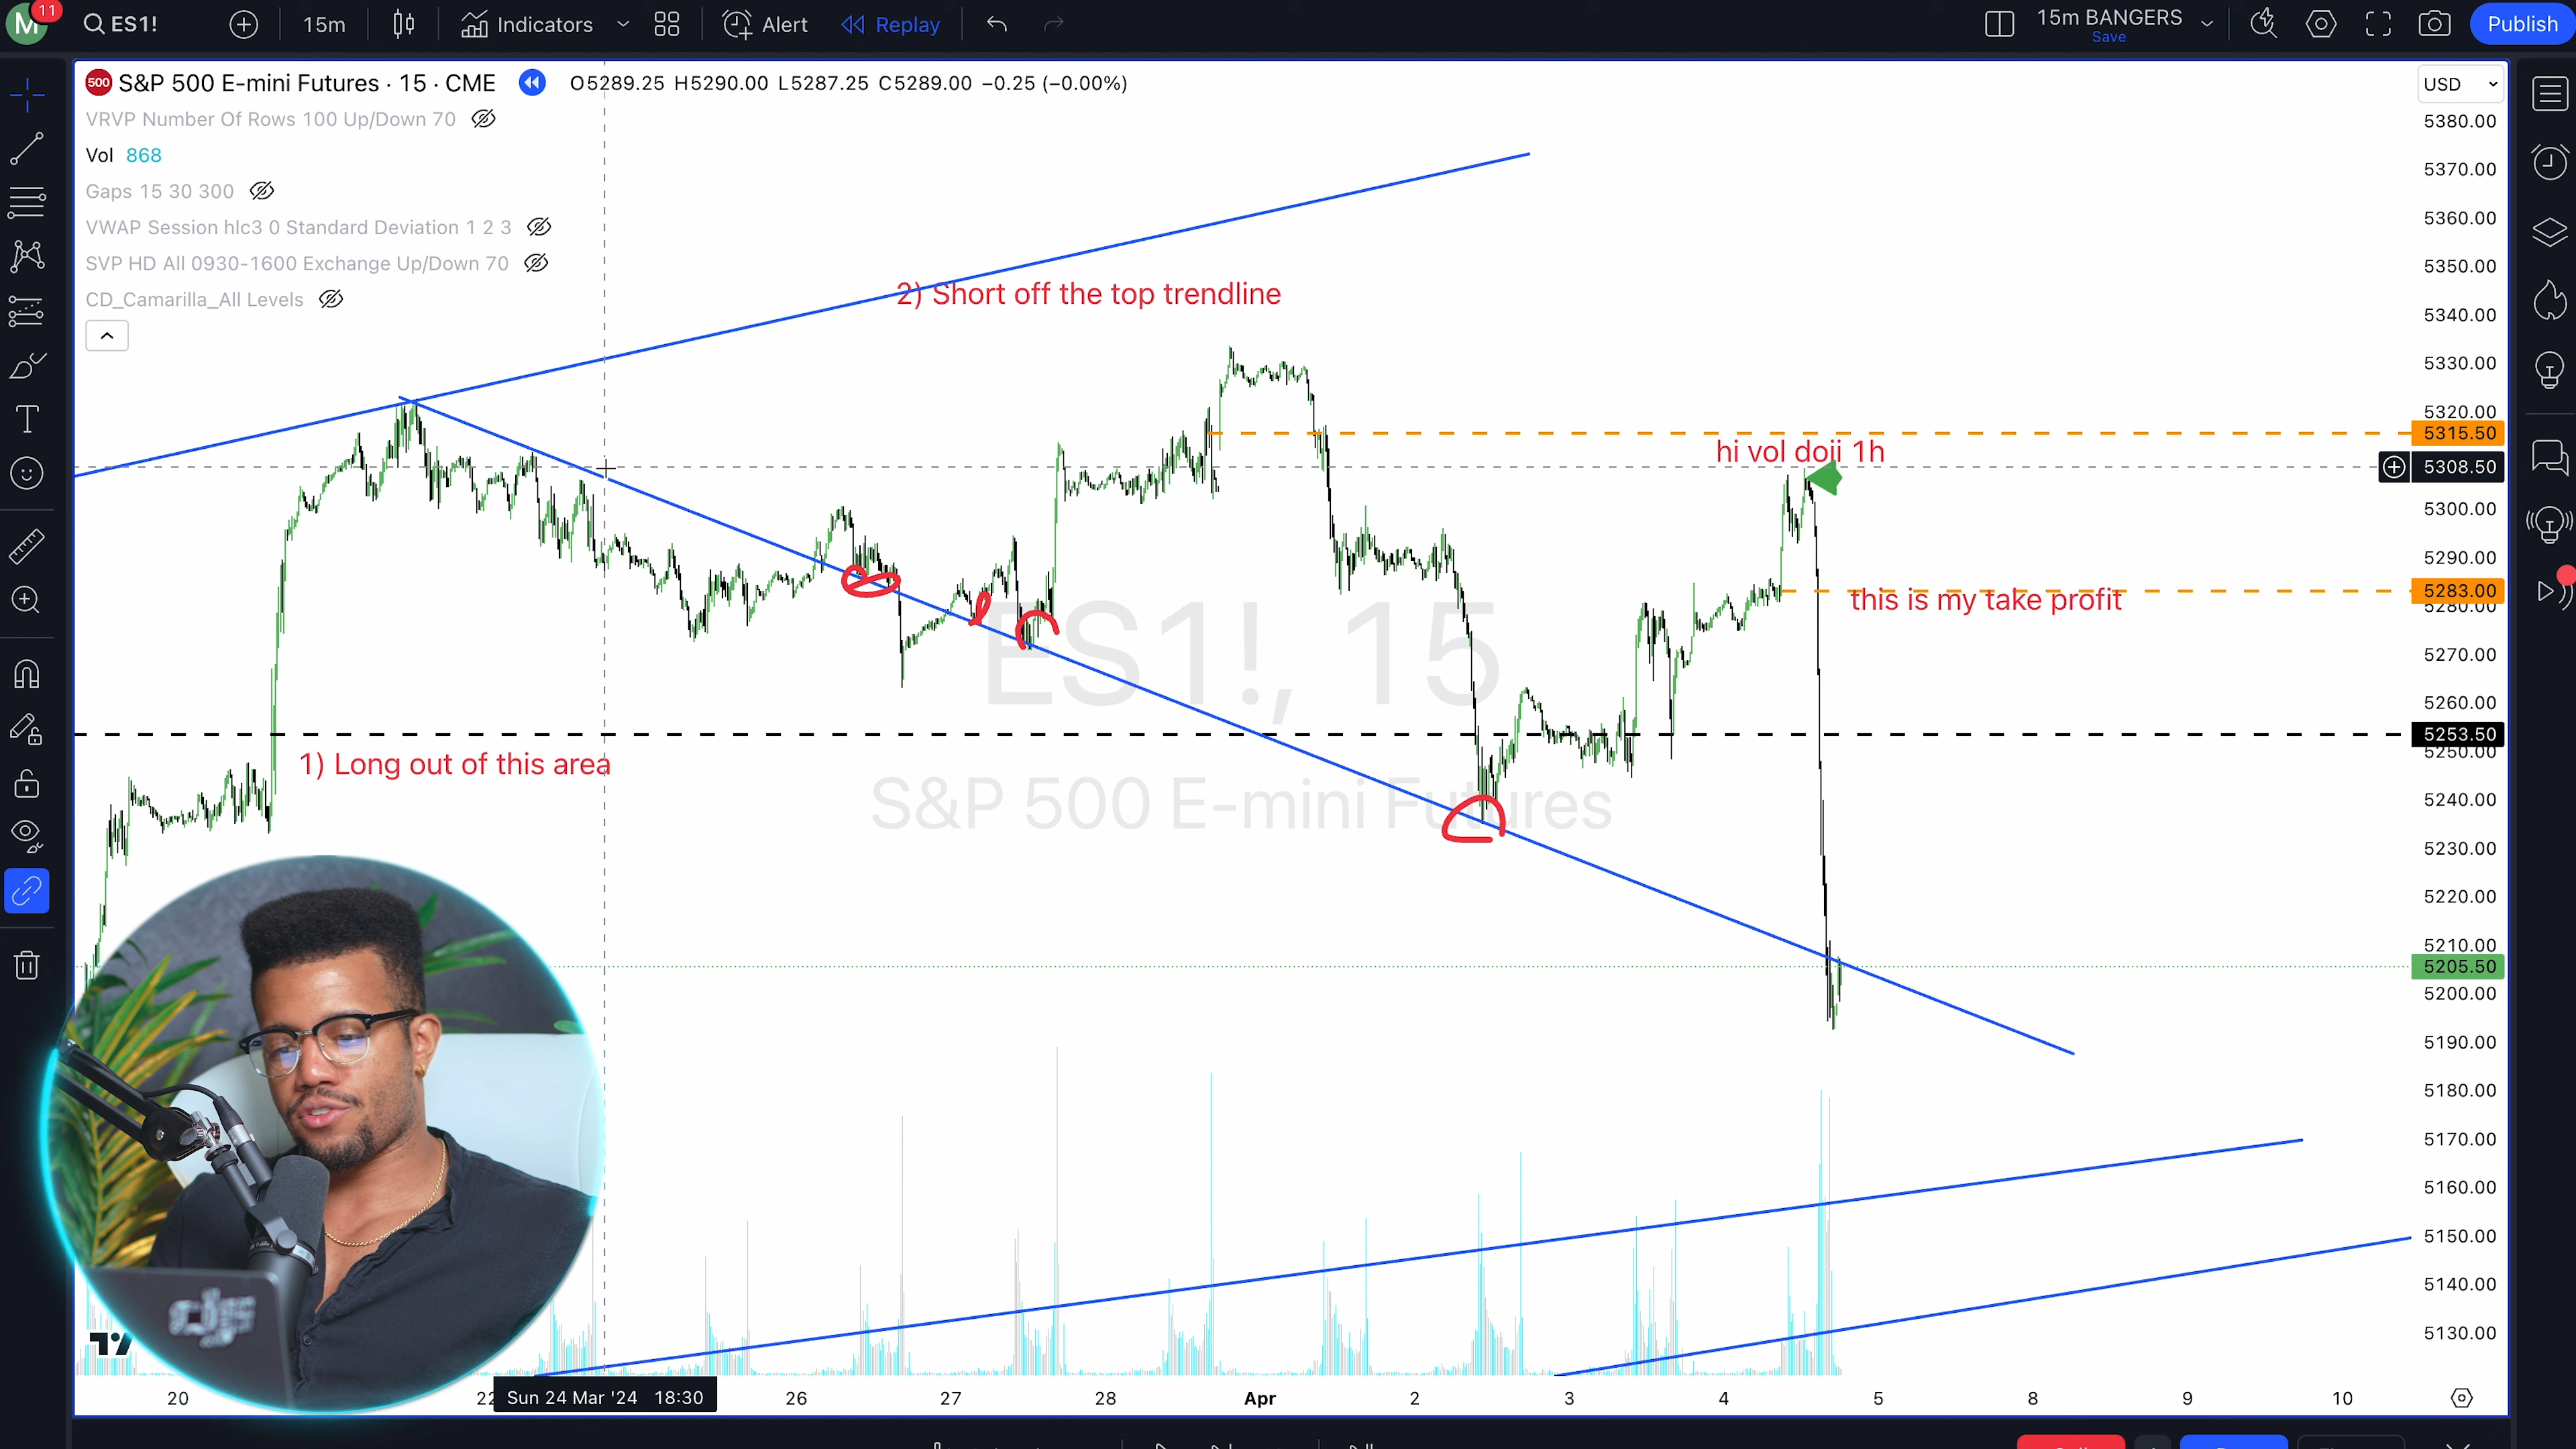 M 11
ES1!
15m
Indicators
Alert
Replay
15m BANGERS
Save
Publish
500 S&P 500 E-mini Futures · 15 · CME
O5289.25 H5290.00 L5287.25 C5289.00 −0.25 (−0.00%)
USD
VRVP Number Of Rows 100 Up/Down 70
Vol 868
Gaps 15 30 300
VWAP Session hlc3 0 Standard Deviation 1 2 3
SVP HD All 0930-1600 Exchange Up/Down 70
CD_Camarilla_All Levels
2) Short off the top trendline
hi vol doji 1h
this is my take profit
1) Long out of this area
ES1!, 15
S&P 500 E-mini Futures
5380.00
5370.00
5360.00
5350.00
5340.00
5330.00
5320.00
5315.50
5308.50
5300.00
5290.00
5283.00
5280.00
5270.00
5260.00
5253.50
5250.00
5240.00
5230.00
5220.00
5210.00
5205.50
5200.00
5190.00
5180.00
5170.00
5160.00
5150.00
5140.00
5130.00
20 22 Sun 24 Mar '24 18:30 26 27 28 Apr 2 3 4 5 8 9 10